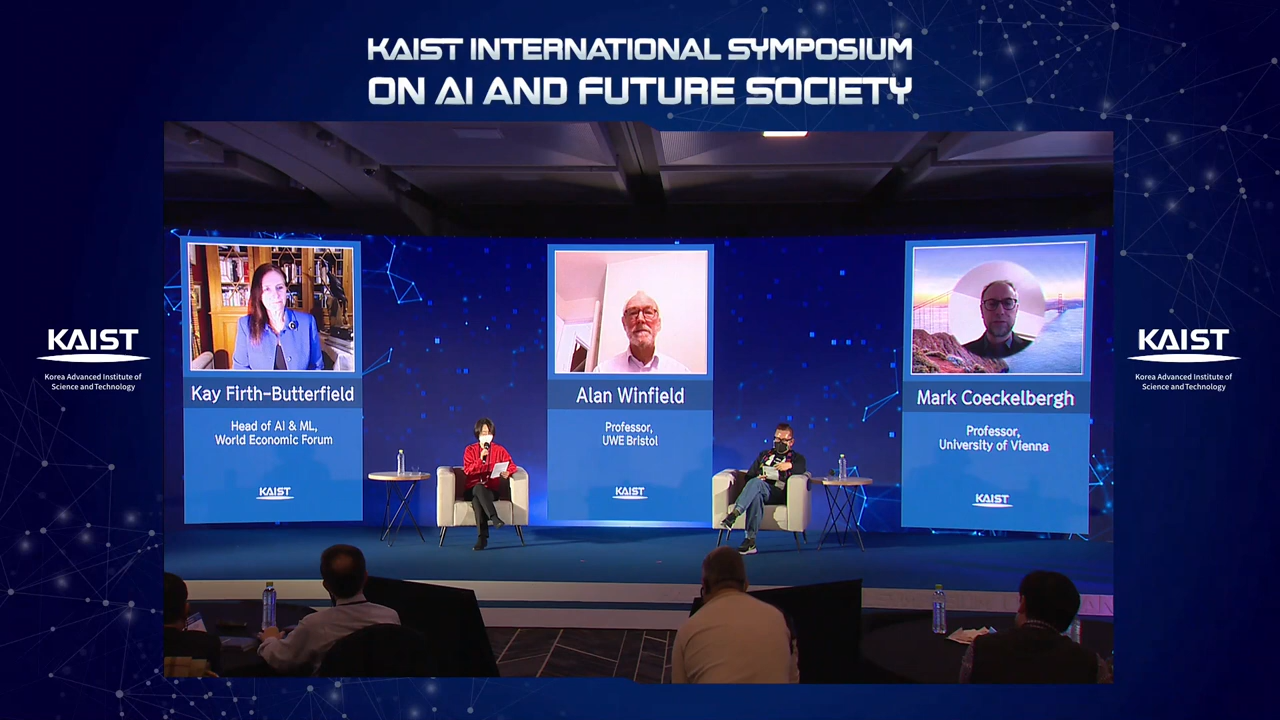 KAIST INTERNATIONAL SYMPOSIUM
ON AI AND FUTURE SOCIETY
KAIST
Korea Advanced Institute of
Science and Technology
Kay Firth-Butterfield
Head of AI & ML,
World Economic Forum
KAIST
Alan Winfield
Professor,
UWE Bristol
KAIST
Mark Coeckelbergh
Professor,
University of Vienna
KAIST
KAIST
Korea Advanced Institute of
Science and Technology